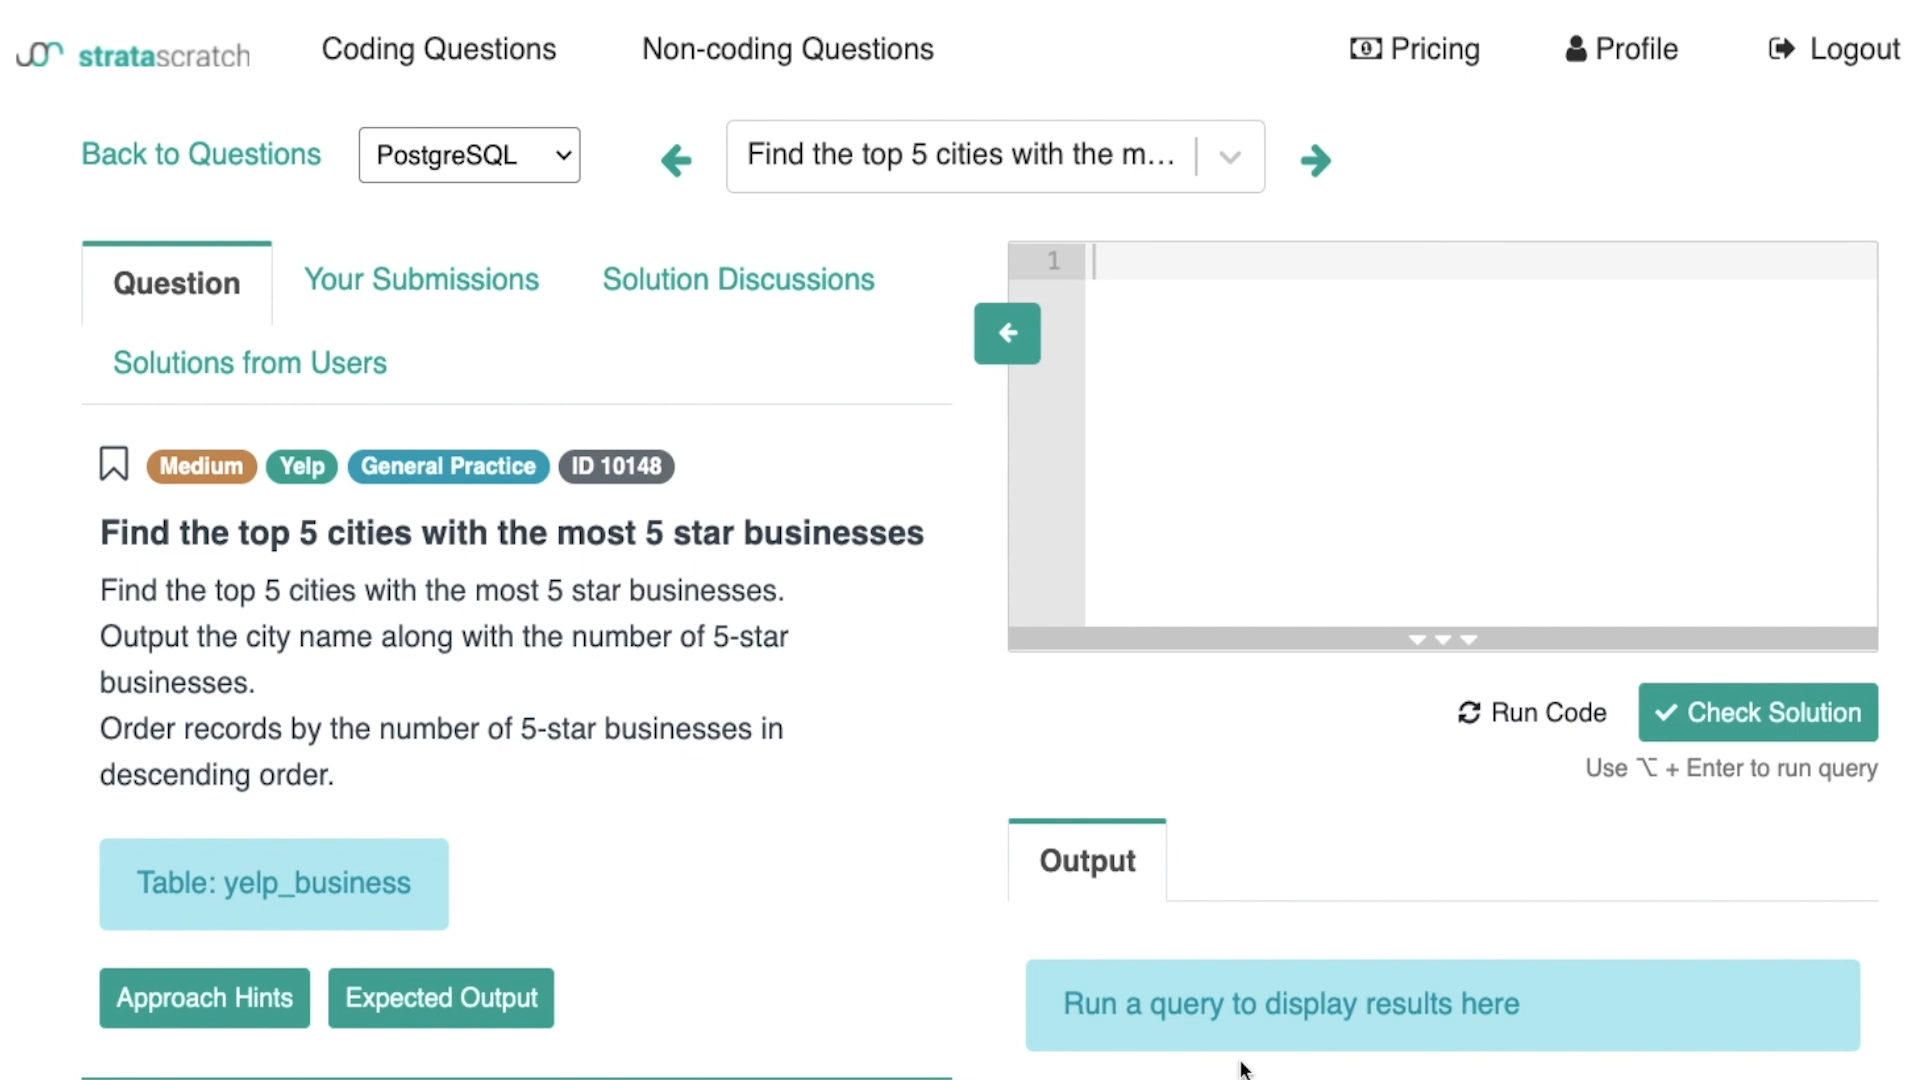 stratascratch
Coding Questions
Non-coding Questions
Pricing
Profile
Logout
Back to Questions
PostgreSQL
Find the top 5 cities with the m...
Question
Your Submissions
Solution Discussions
Solutions from Users
Medium
Yelp
General Practice
ID 10148
Find the top 5 cities with the most 5 star businesses
Find the top 5 cities with the most 5 star businesses.
Output the city name along with the number of 5-star
businesses.
Order records by the number of 5-star businesses in
descending order.
Table: yelp_business
Approach Hints
Expected Output
1
Run Code
Check Solution
Use ⌥ + Enter to run query
Output
Run a query to display results here